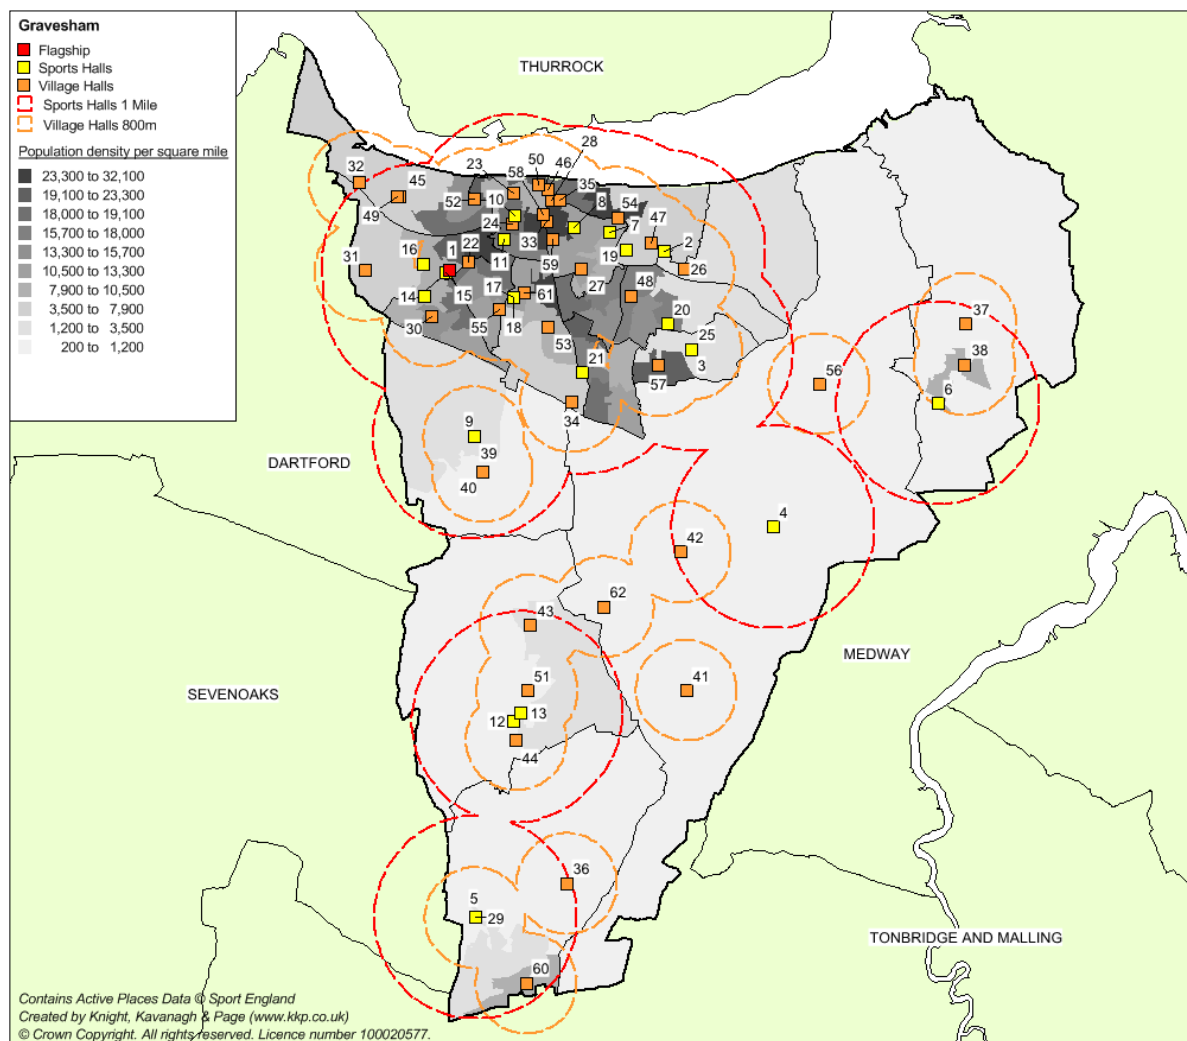 Gravesham
Flagship
Sports Halls
Village Halls
Sports Halls 1 Mile
Village Halls 800m
Population density per square mile
23,300 to 32,100
19,100 to 23,300
18,000 to 19,100
15,700 to 18,000
13,300 to 15,700
10,500 to 13,300
7,900 to 10,500
3,500 to 7,900
1,200 to 3,500
200 to 1,200
THURROCK
28
23 58 50 46
32 45 52 10 35
8 54
49 24 7 47
33 19 2
31 16 1 22 11 59 26
27 48
14 15 17 61
30 55 18 20
53 25
21 3
57
37
38
56
6
34
9
39
DARTFORD
40
4
42
62
43
MEDWAY
51 41
SEVENOAKS
12 13
44
36
5
29
TONBRIDGE AND MALLING
60
Contains Active Places Data © Sport England
Created by Knight, Kavanagh & Page (www.kkp.co.uk)
© Crown Copyright. All rights reserved. Licence number 100020577.